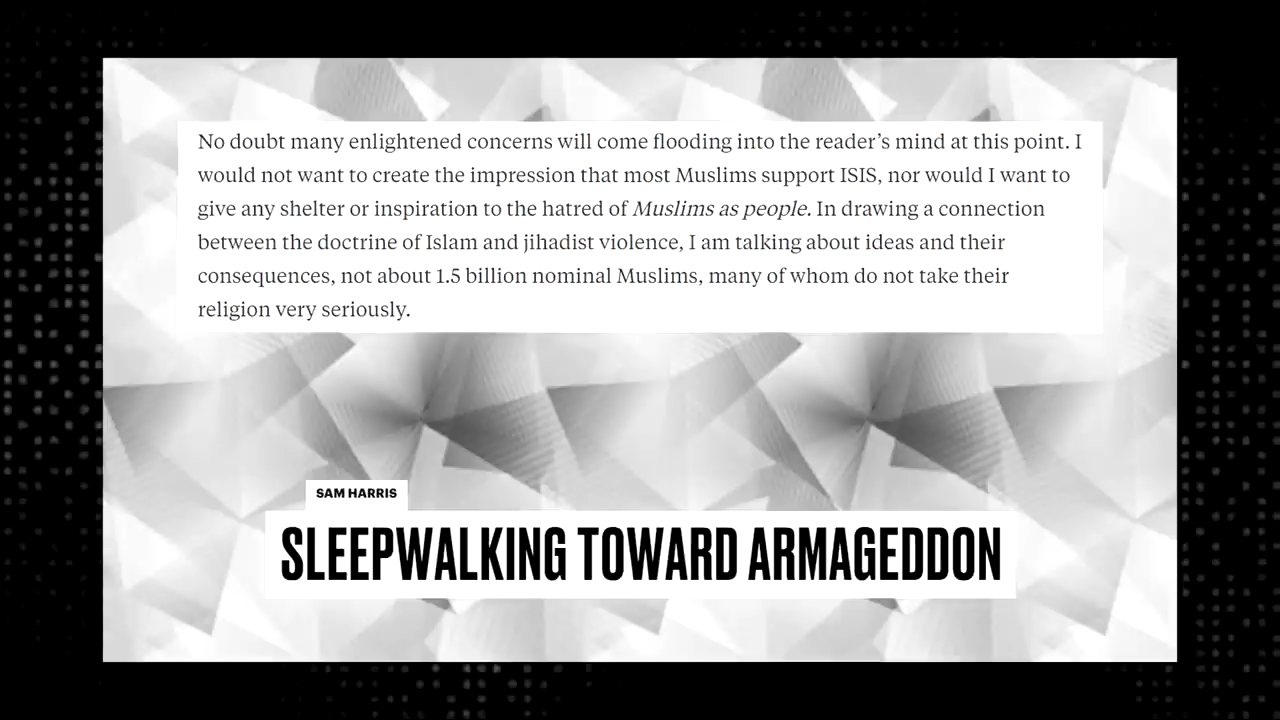 No doubt many enlightened concerns will come flooding into the reader’s mind at this point. I
would not want to create the impression that most Muslims support ISIS, nor would I want to
give any shelter or inspiration to the hatred of Muslims as people. In drawing a connection
between the doctrine of Islam and jihadist violence, I am talking about ideas and their
consequences, not about 1.5 billion nominal Muslims, many of whom do not take their
religion very seriously.
SAM HARRIS
SLEEPWALKING TOWARD ARMAGEDDON